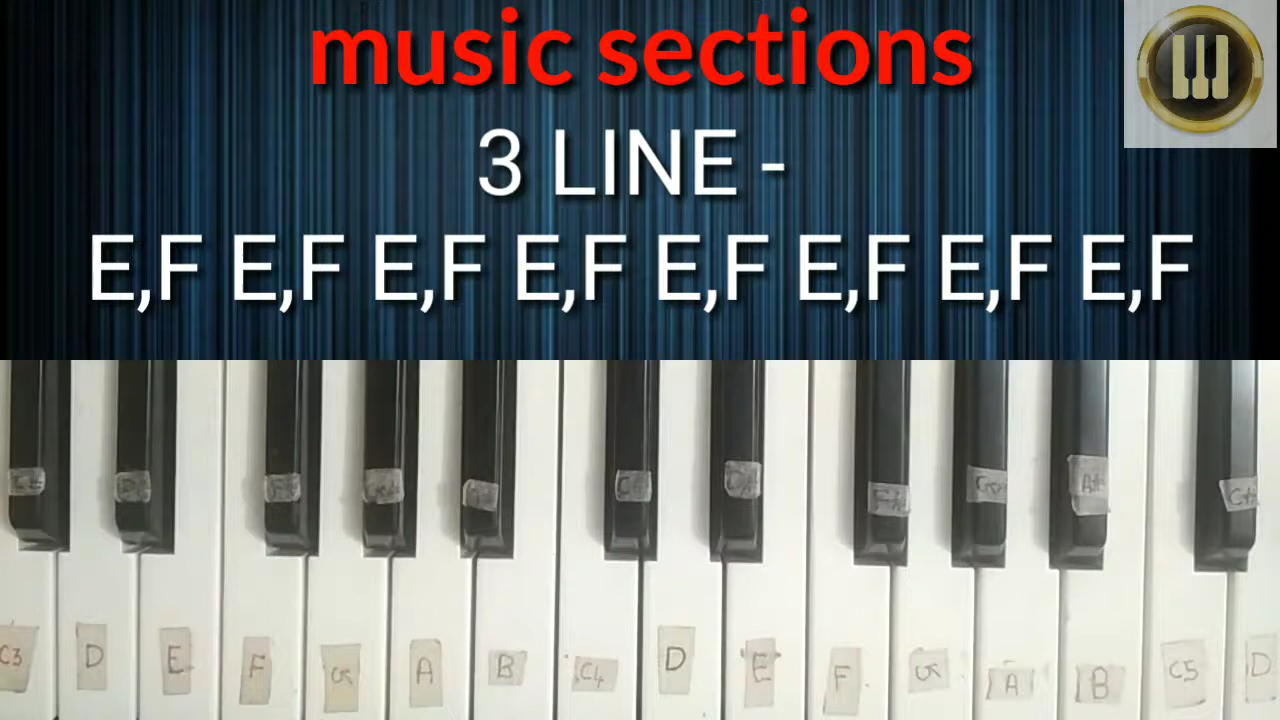 music sections
3 LINE -
E,F E,F E,F E,F E,F E,F E,F E,F
C# D# F# G# C# D# F# G# A# C#
C3 D E F G A B C4 D E F G A B C5 D